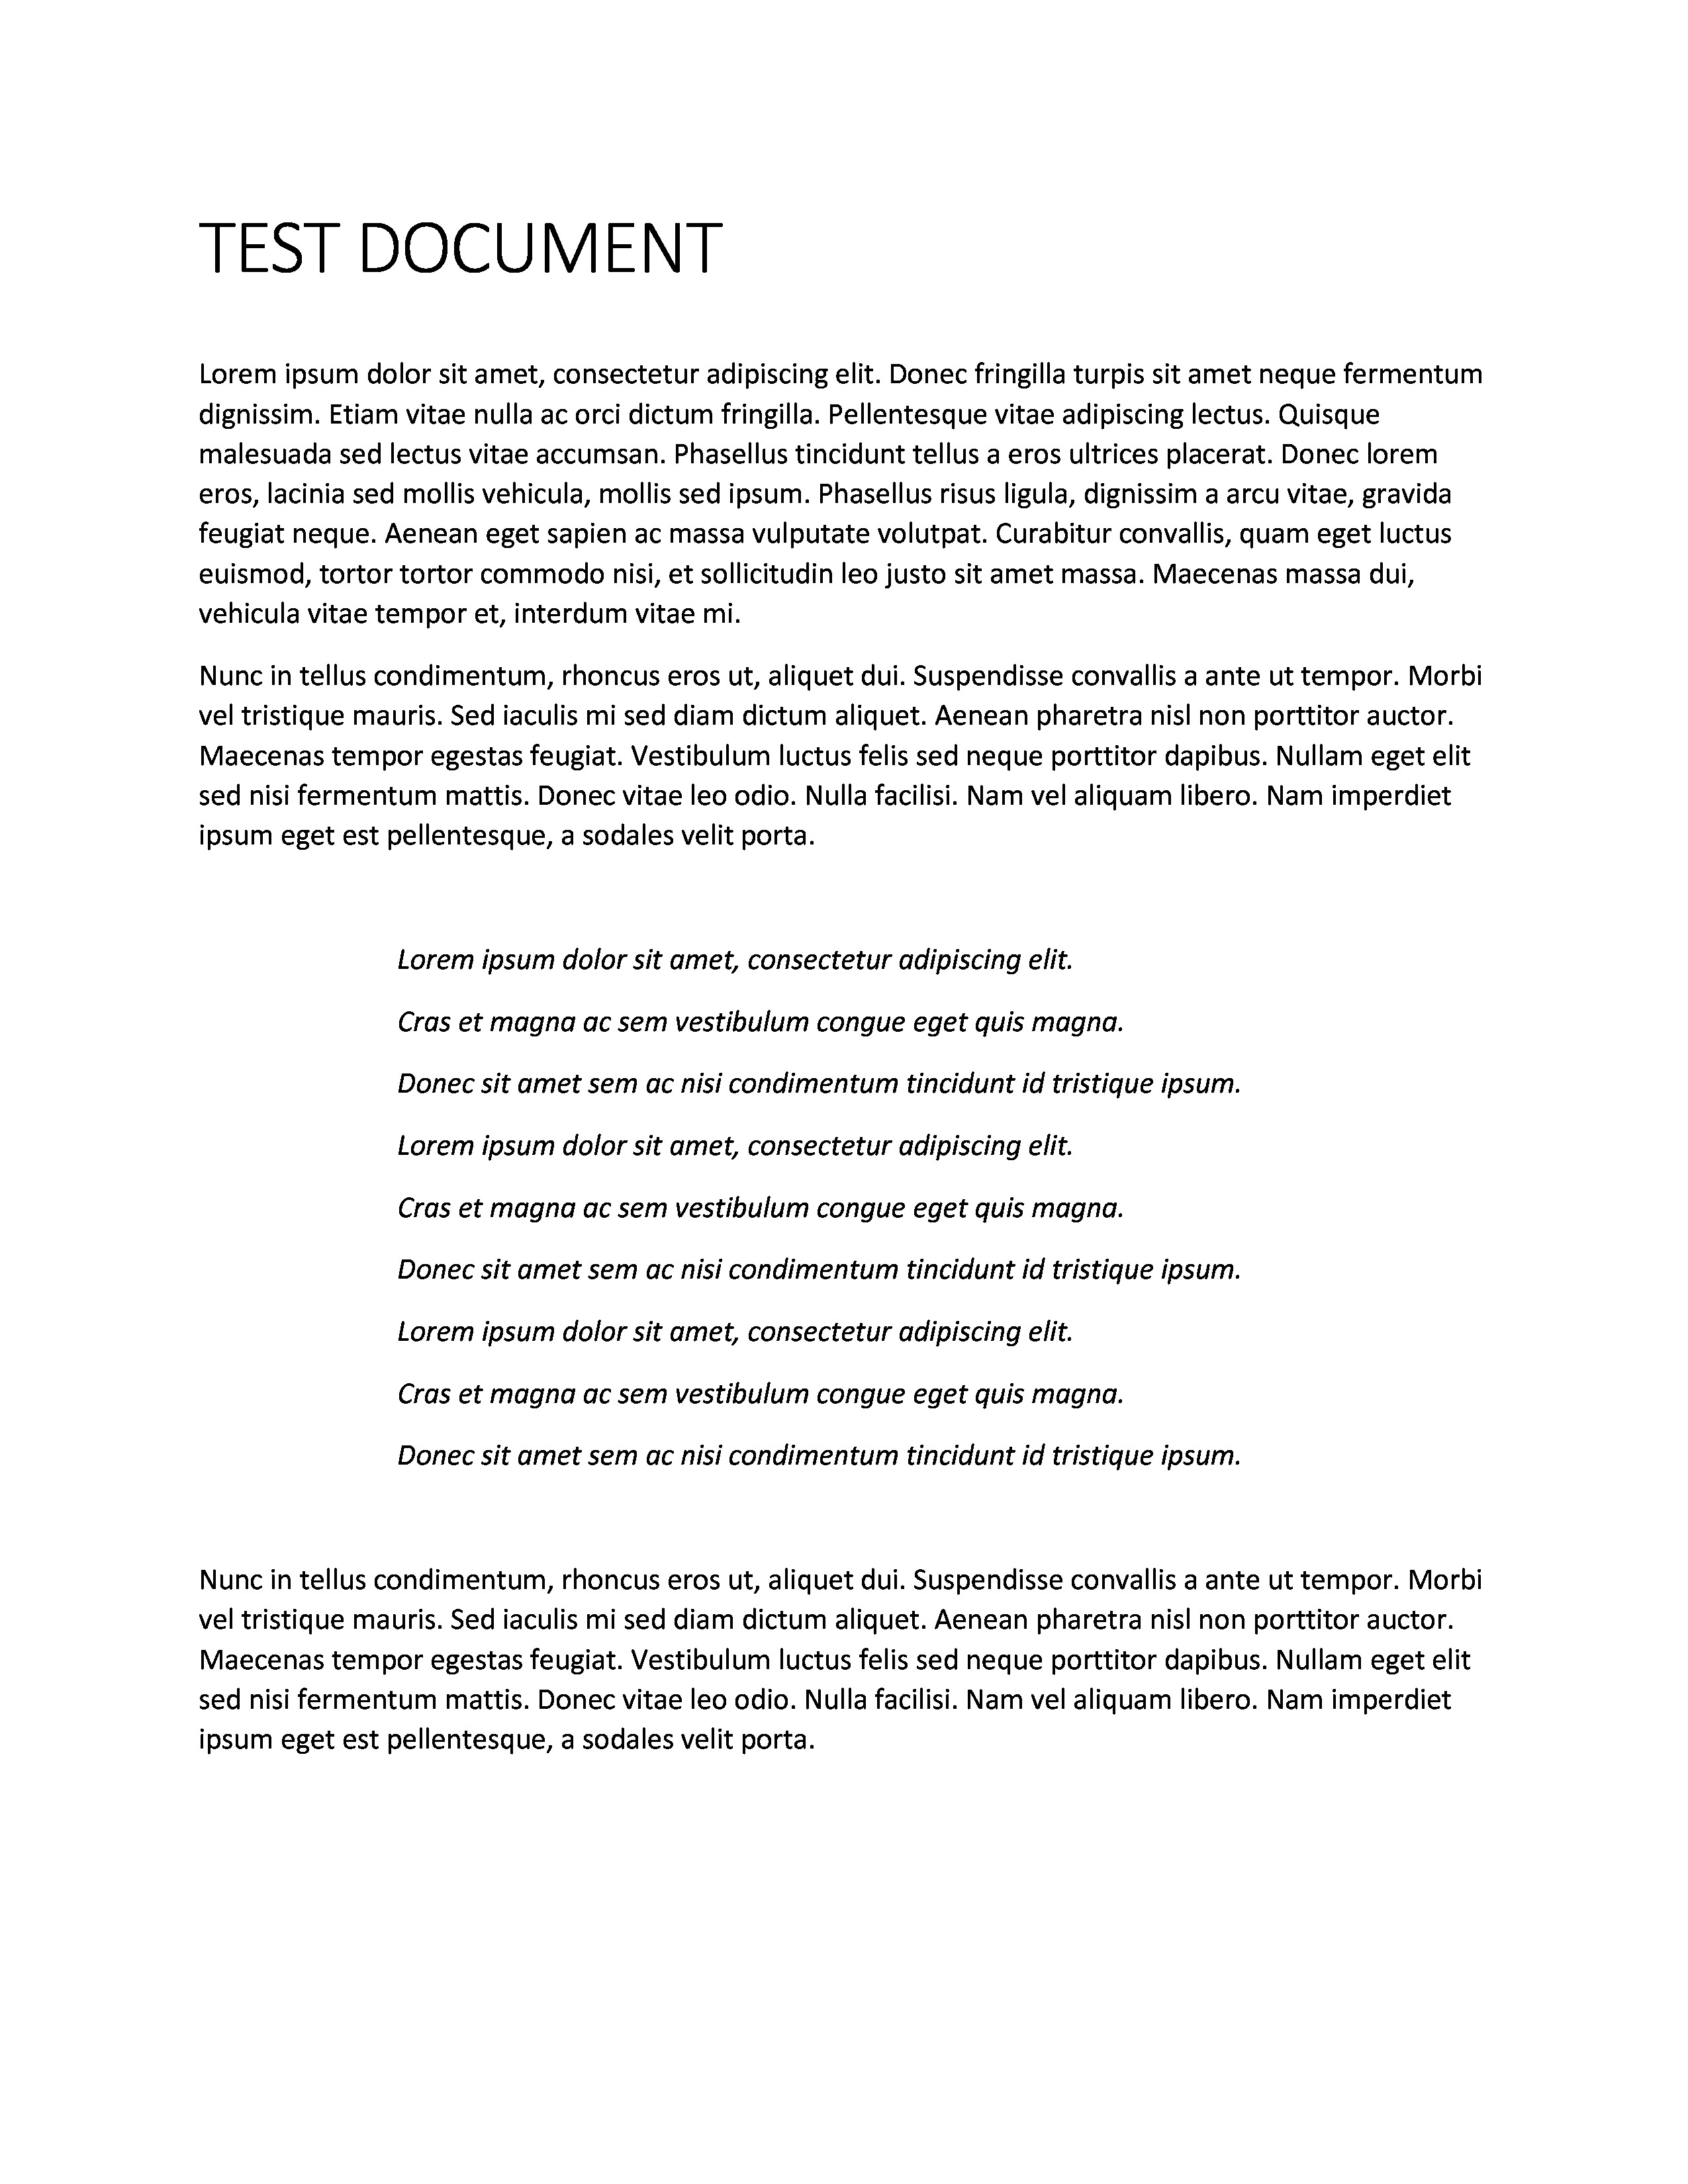 TEST DOCUMENT
Lorem ipsum dolor sit amet, consectetur adipiscing elit. Donec fringilla turpis sit amet neque fermentum
dignissim. Etiam vitae nulla ac orci dictum fringilla. Pellentesque vitae adipiscing lectus. Quisque
malesuada sed lectus vitae accumsan. Phasellus tincidunt tellus a eros ultrices placerat. Donec lorem
eros, lacinia sed mollis vehicula, mollis sed ipsum. Phasellus risus ligula, dignissim a arcu vitae, gravida
feugiat neque. Aenean eget sapien ac massa vulputate volutpat. Curabitur convallis, quam eget luctus
euismod, tortor tortor commodo nisi, et sollicitudin leo justo sit amet massa. Maecenas massa dui,
vehicula vitae tempor et, interdum vitae mi.
Nunc in tellus condimentum, rhoncus eros ut, aliquet dui. Suspendisse convallis a ante ut tempor. Morbi
vel tristique mauris. Sed iaculis mi sed diam dictum aliquet. Aenean pharetra nisl non porttitor auctor.
Maecenas tempor egestas feugiat. Vestibulum luctus felis sed neque porttitor dapibus. Nullam eget elit
sed nisi fermentum mattis. Donec vitae leo odio. Nulla facilisi. Nam vel aliquam libero. Nam imperdiet
ipsum eget est pellentesque, a sodales velit porta.
Lorem ipsum dolor sit amet, consectetur adipiscing elit.
Cras et magna ac sem vestibulum congue eget quis magna.
Donec sit amet sem ac nisi condimentum tincidunt id tristique ipsum.
Lorem ipsum dolor sit amet, consectetur adipiscing elit.
Cras et magna ac sem vestibulum congue eget quis magna.
Donec sit amet sem ac nisi condimentum tincidunt id tristique ipsum.
Lorem ipsum dolor sit amet, consectetur adipiscing elit.
Cras et magna ac sem vestibulum congue eget quis magna.
Donec sit amet sem ac nisi condimentum tincidunt id tristique ipsum.
Nunc in tellus condimentum, rhoncus eros ut, aliquet dui. Suspendisse convallis a ante ut tempor. Morbi
vel tristique mauris. Sed iaculis mi sed diam dictum aliquet. Aenean pharetra nisl non porttitor auctor.
Maecenas tempor egestas feugiat. Vestibulum luctus felis sed neque porttitor dapibus. Nullam eget elit
sed nisi fermentum mattis. Donec vitae leo odio. Nulla facilisi. Nam vel aliquam libero. Nam imperdiet
ipsum eget est pellentesque, a sodales velit porta.